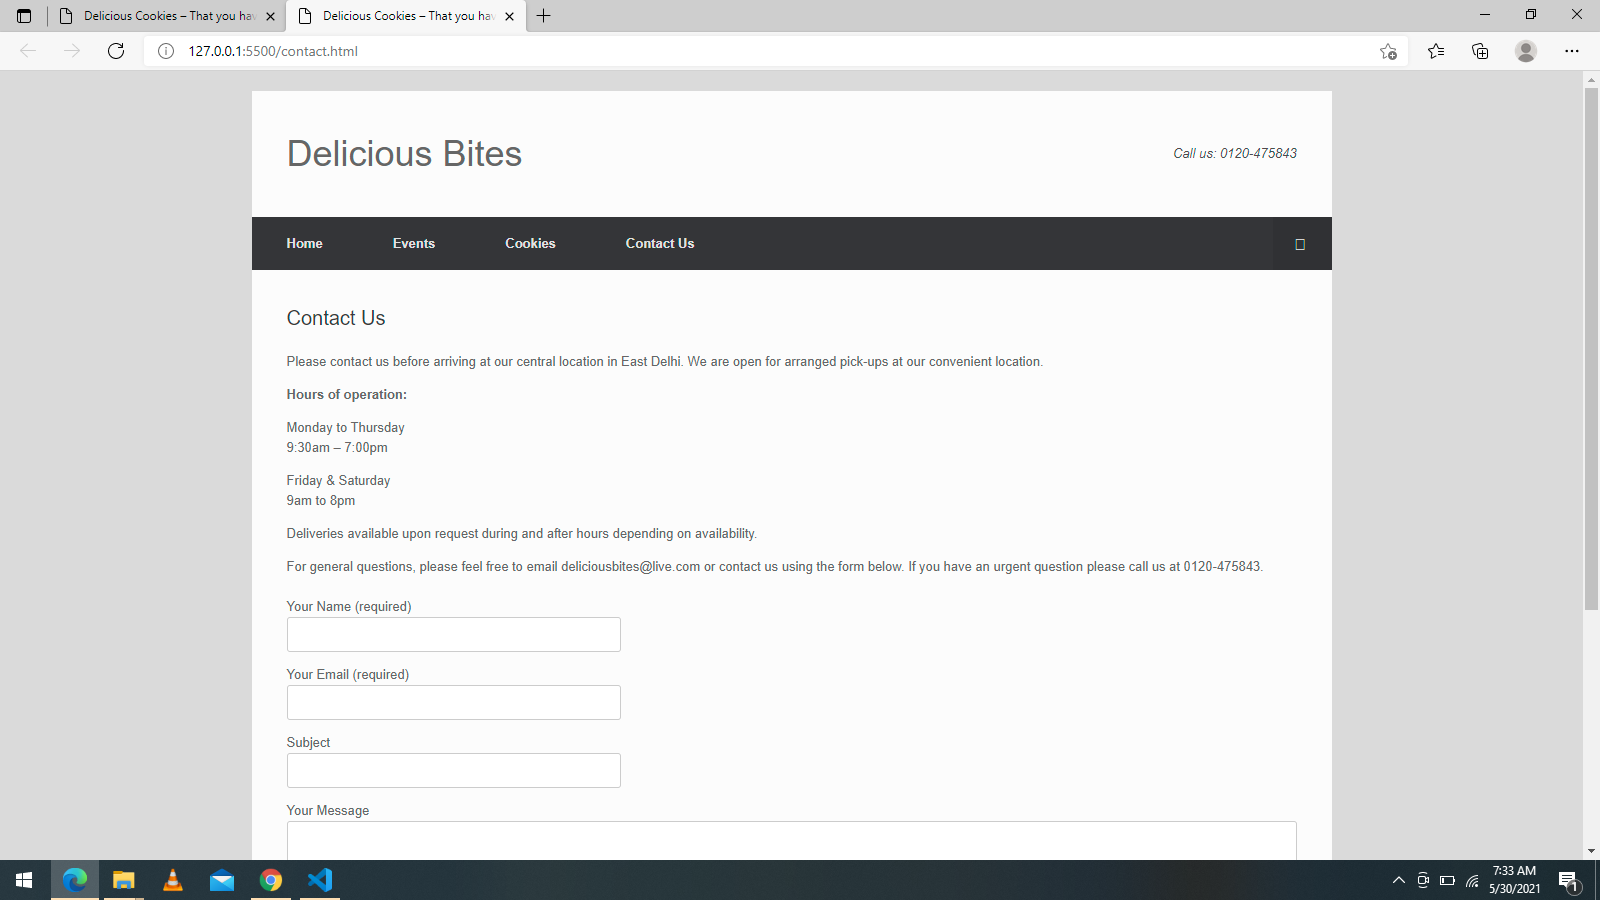 Delicious Cookies – That you hav
Delicious Cookies – That you hav
127.0.0.1:5500/contact.html
Delicious Bites
Call us: 0120-475843
Home
Events
Cookies
Contact Us
Contact Us
Please contact us before arriving at our central location in East Delhi. We are open for arranged pick-ups at our convenient location.
Hours of operation:
Monday to Thursday
9:30am – 7:00pm
Friday & Saturday
9am to 8pm
Deliveries available upon request during and after hours depending on availability.
For general questions, please feel free to email deliciousbites@live.com or contact us using the form below. If you have an urgent question please call us at 0120-475843.
Your Name (required)
Your Email (required)
Subject
Your Message
7:33 AM
5/30/2021
1